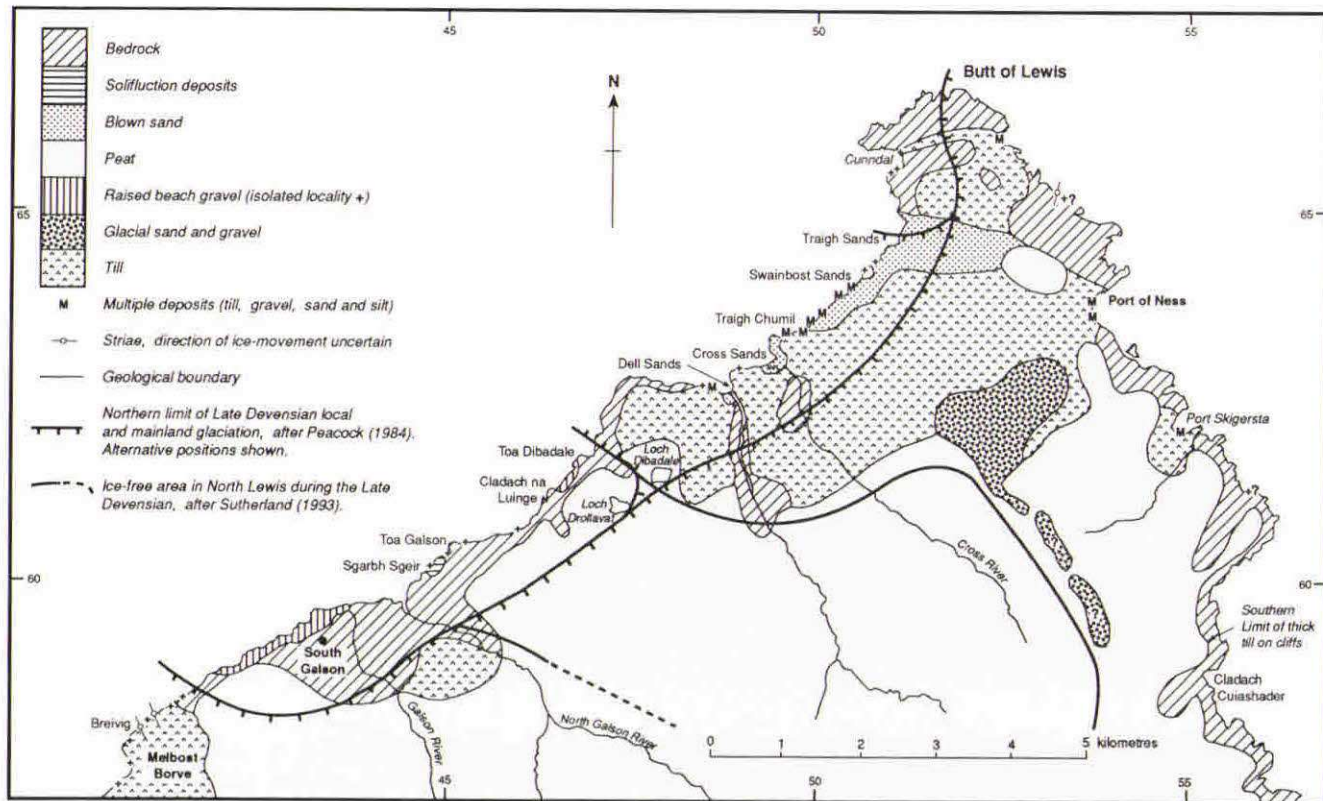 45
50
55
Bedrock
Solifluction deposits
Blown sand
Peat
Raised beach gravel (isolated locality +)
Glacial sand and gravel
Till
M Multiple deposits (till, gravel, sand and silt)
Striae, direction of ice-movement uncertain
Geological boundary
Northern limit of Late Devensian local
and mainland glaciation, after Peacock (1984).
Alternative positions shown.
Ice-free area in North Lewis during the Late
Devensian, after Sutherland (1993).
N
Butt of Lewis
M
Cunndal
65
65
+?
Traigh Sands
Swainbost Sands
M
M
M
Port of Ness
M
Traigh Chumil
M
M
M
M
Cross Sands
Dell Sands
M
Port Skigersta
M
Toa Dibadale
Loch
Dibadale
Cladach na
Luinge
Loch
Drollavat
+?
Toa Galson
Sgarbh Sgeir
Cross River
60
60
?
?
Southern
Limit of thick
till on cliffs
South
Galson
Cladach
Cuiashader
Breivig
Galson
River
North Galson
River
Melbost
Borve
0 1 2 3 4 5 kilometres
45
50
55